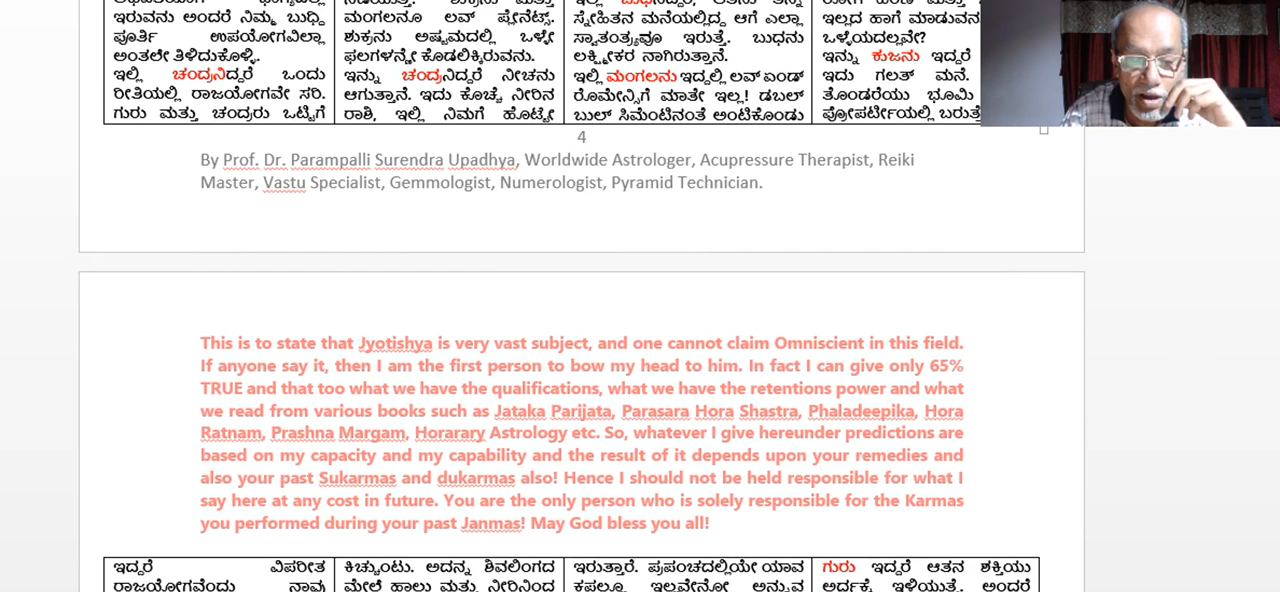 ಇರುವನು ಅಂದರೆ ನಿಮ್ಮ ಬುದ್ಧಿ
ಪೂರ್ತಿ ಉಪಯೋಗವಿಲ್ಲಾ
ಅಂತಲೇ ತಿಳಿದುಕೊಳ್ಳಿ.
ಇಲ್ಲಿ ಚಂದ್ರನಿದ್ದರೆ ಒಂದು
ರೀತಿಯಲ್ಲಿ ರಾಜಯೋಗವೇ ಸರಿ.
ಗುರು ಮತ್ತು ಚಂದ್ರರು ಒಟ್ಟಿಗೆ
ಮಂಗಲನೂ ಲವ್ ಪ್ಲೇನೆಟ್ಸ್.
ಶುಕ್ರನು ಅಷ್ಟಮದಲ್ಲಿ ಒಳ್ಳೇ
ಫಲಗಳನ್ನೇ ಕೊಡಲಿಕ್ಕಿರುವನು.
ಇನ್ನು ಚಂದ್ರನಿದ್ದರೆ ನೀಚನು
ಆಗುತ್ತಾನೆ. ಇದು ಕೊಚ್ಚೆ ನೀರಿನ
ರಾಶಿ, ಇಲ್ಲಿ ನಿಮಗೆ ಹೊಟ್ಟೇ
ಸ್ನೇಹಿತನ ಮನೆಯಲ್ಲಿದ್ದ ಆಗೆ ಎಲ್ಲಾ
ಸ್ವಾತಂತ್ರ್ಯವೂ ಇರುತ್ತೆ. ಬುಧನು
ಲಕ್ಷ್ಮೀಕರ ನಾಗಿರುತ್ತಾನೆ.
ಇಲ್ಲಿ ಮಂಗಲನು ಇದ್ದಲ್ಲಿ ಲವ್ ಏಂಡ್
ರೊಮೇನ್ಸಿಗೆ ಮಾತೇ ಇಲ್ಲ! ಡಬಲ್
ಬುಲ್ ಸಿಮೆಂಟಿನಂತೆ ಅಂಟಿಕೊಂಡು
ಇಲ್ಲದ ಹಾಗೆ ಮಾಡುವನ
ಒಳ್ಳೆಯದಲ್ಲವೇ?
ಇನ್ನು ಕುಜನು ಇದ್ದರೆ
ಇದು ಗಲತ್ ಮನೆ.
ತೊಂಡರೆಯು ಭೂಮಿ
ಪ್ರೋಪರ್ಟೀಯಲ್ಲಿ
4
By Prof. Dr. Parampalli Surendra Upadhya, Worldwide Astrologer, Acupressure Therapist, Reiki
Master, Vastu Specialist, Gemmologist, Numerologist, Pyramid Technician.
This is to state that Jyotishya is very vast subject, and one cannot claim Omniscient in this field.
If anyone say it, then I am the first person to bow my head to him. In fact I can give only 65%
TRUE and that too what we have the qualifications, what we have the retentions power and what
we read from various books such as Jataka Parijata, Parasara Hora Shastra, Phaladeepika, Hora
Ratnam, Prashna Margam, Horarary Astrology etc. So, whatever I give hereunder predictions are
based on my capacity and my capability and the result of it depends upon your remedies and
also your past Sukarmas and dukarmas also! Hence I should not be held responsible for what I
say here at any cost in future. You are the only person who is solely responsible for the Karmas
you performed during your past Janmas! May God bless you all!
ಇದ್ದರೆ ವಿಪರೀತ
ರಾಜಯೋಗವೆಂದು ನಾವು
ಕಿಚ್ಚುಂಟು. ಅದನ್ನ ಶಿವಲಿಂಗದ
ಮೇಲೆ ಹಾಲು ಮತ್ತು ನೀರಿನಿಂದ
ಇರುತ್ತಾರೆ. ಪ್ರಪಂಚದಲ್ಲಿಯೇ ಯಾವ
ಕಪಲ್ಲೂ ಇಲ್ಲವೇನೋ ಅನ್ನುವ
ಗುರು ಇದ್ದರೆ ಆತನ ಶಕ್ತಿಯು
ಅರ್ದಕ್ಕೆ ಇಳಿಯುತ್ತೆ. ಅಂದರೆ